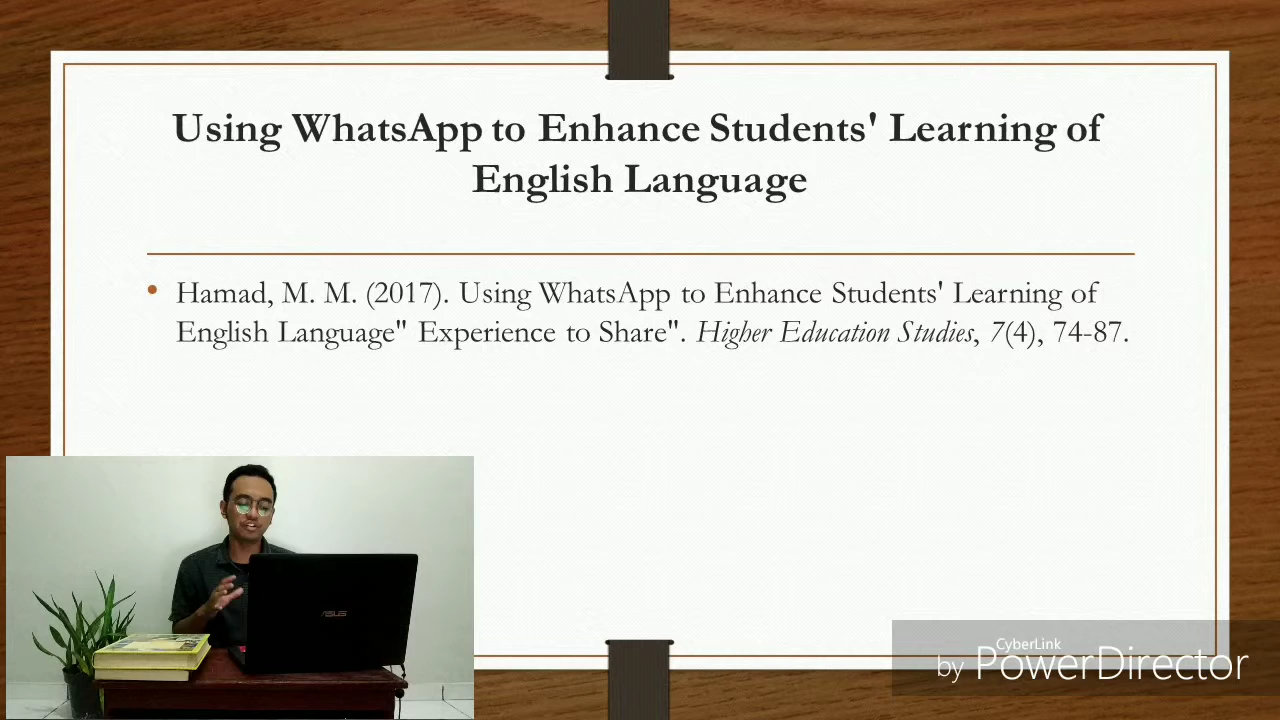 Using WhatsApp to Enhance Students' Learning of
English Language
• Hamad, M. M. (2017). Using WhatsApp to Enhance Students' Learning of
English Language" Experience to Share". Higher Education Studies, 7(4), 74-87.
ASUS
CyberLink
by PowerDirector